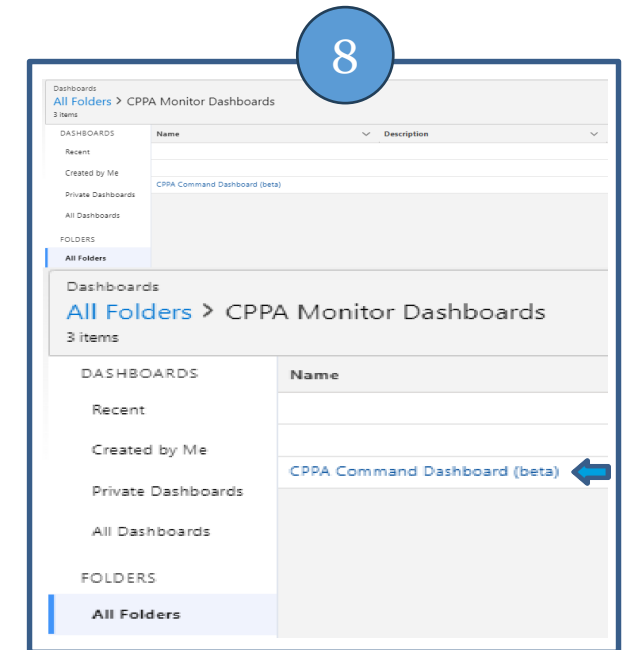 8
Dashboards
All Folders > CPPA Monitor Dashboards
3 items
DASHBOARDS
Name Description
Recent
Created by Me
CPPA Command Dashboard (beta)
Private Dashboards
All Dashboards
FOLDERS
All Folders
Dashboards
All Folders > CPPA Monitor Dashboards
3 items
DASHBOARDS
Name
Recent
Created by Me
CPPA Command Dashboard (beta)
Private Dashboards
All Dashboards
FOLDERS
All Folders